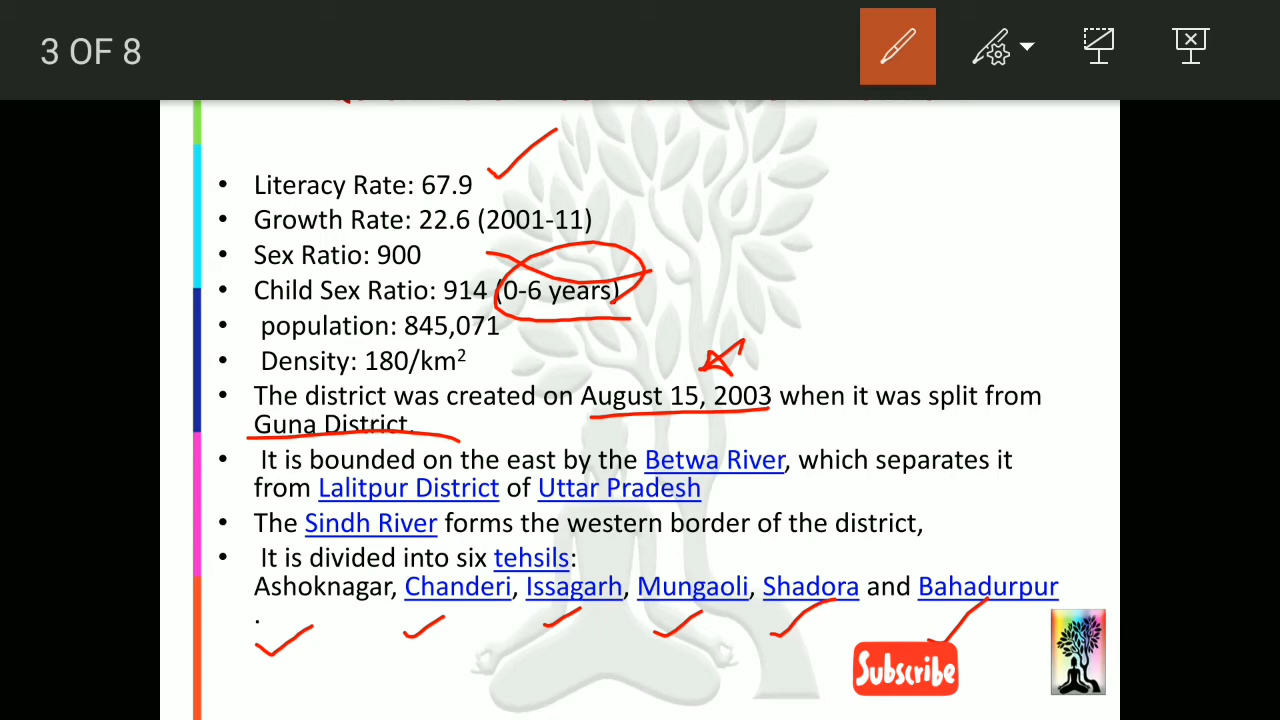 3 OF 8
• Literacy Rate: 67.9
• Growth Rate: 22.6 (2001-11)
• Sex Ratio: 900
• Child Sex Ratio: 914 (0-6 years)
• population: 845,071
• Density: 180/km²
• The district was created on August 15, 2003 when it was split from
Guna District.
• It is bounded on the east by the Betwa River, which separates it
from Lalitpur District of Uttar Pradesh
• The Sindh River forms the western border of the district,
• It is divided into six tehsils:
Ashoknagar, Chanderi, Issagarh, Mungaoli, Shadora and Bahadurpur
.
Subscribe